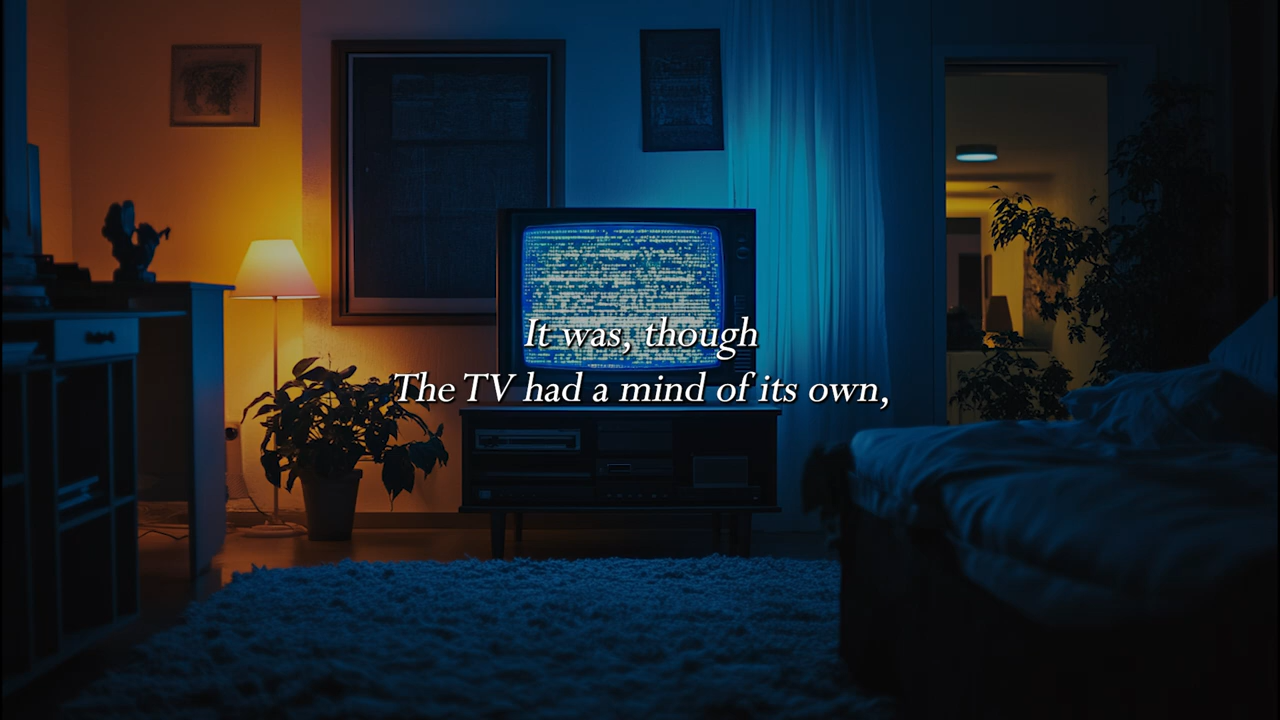 It was, though
The TV had a mind of its own,